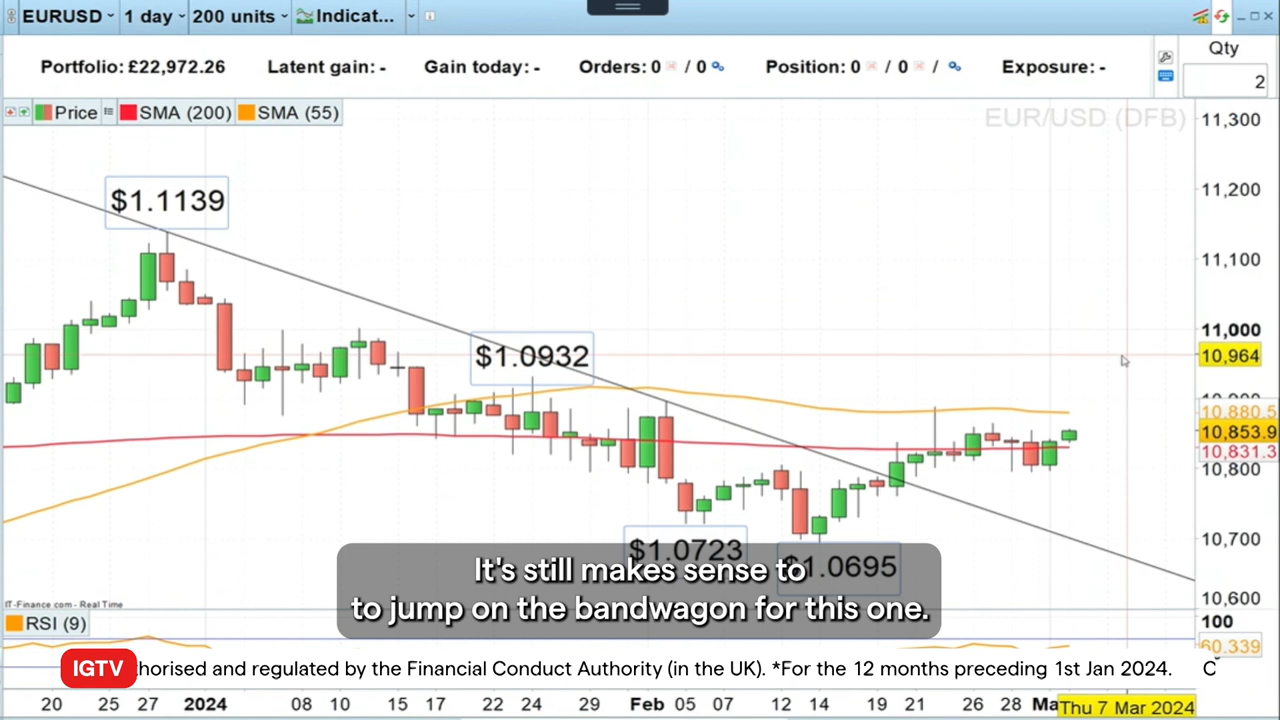 EURUSD 1 day 200 units Indicat...
Portfolio: £22,972.26 Latent gain: - Gain today: - Orders: 0 / 0 Position: 0 / 0 / Exposure: - Qty
2
Price SMA (200) SMA (55)
EUR/USD (DFB)
11,300
$1.1139
11,200
11,100
11,000
$1.0932
10,964
10,900
10,880.5
10,853.9
10,831.3
10,800
10,700
$1.0723
$1.0695
It's still makes sense to
to jump on the bandwagon for this one.
IT-Finance.com - Real Time
10,600
RSI (9)
100
60.339
IGTV thorised and regulated by the Financial Conduct Authority (in the UK). *For the 12 months preceding 1st Jan 2024.
20 25 27 2024 08 10 15 17 22 24 29 Feb 05 07 12 14 19 21 26 28 Ma Thu 7 Mar 2024